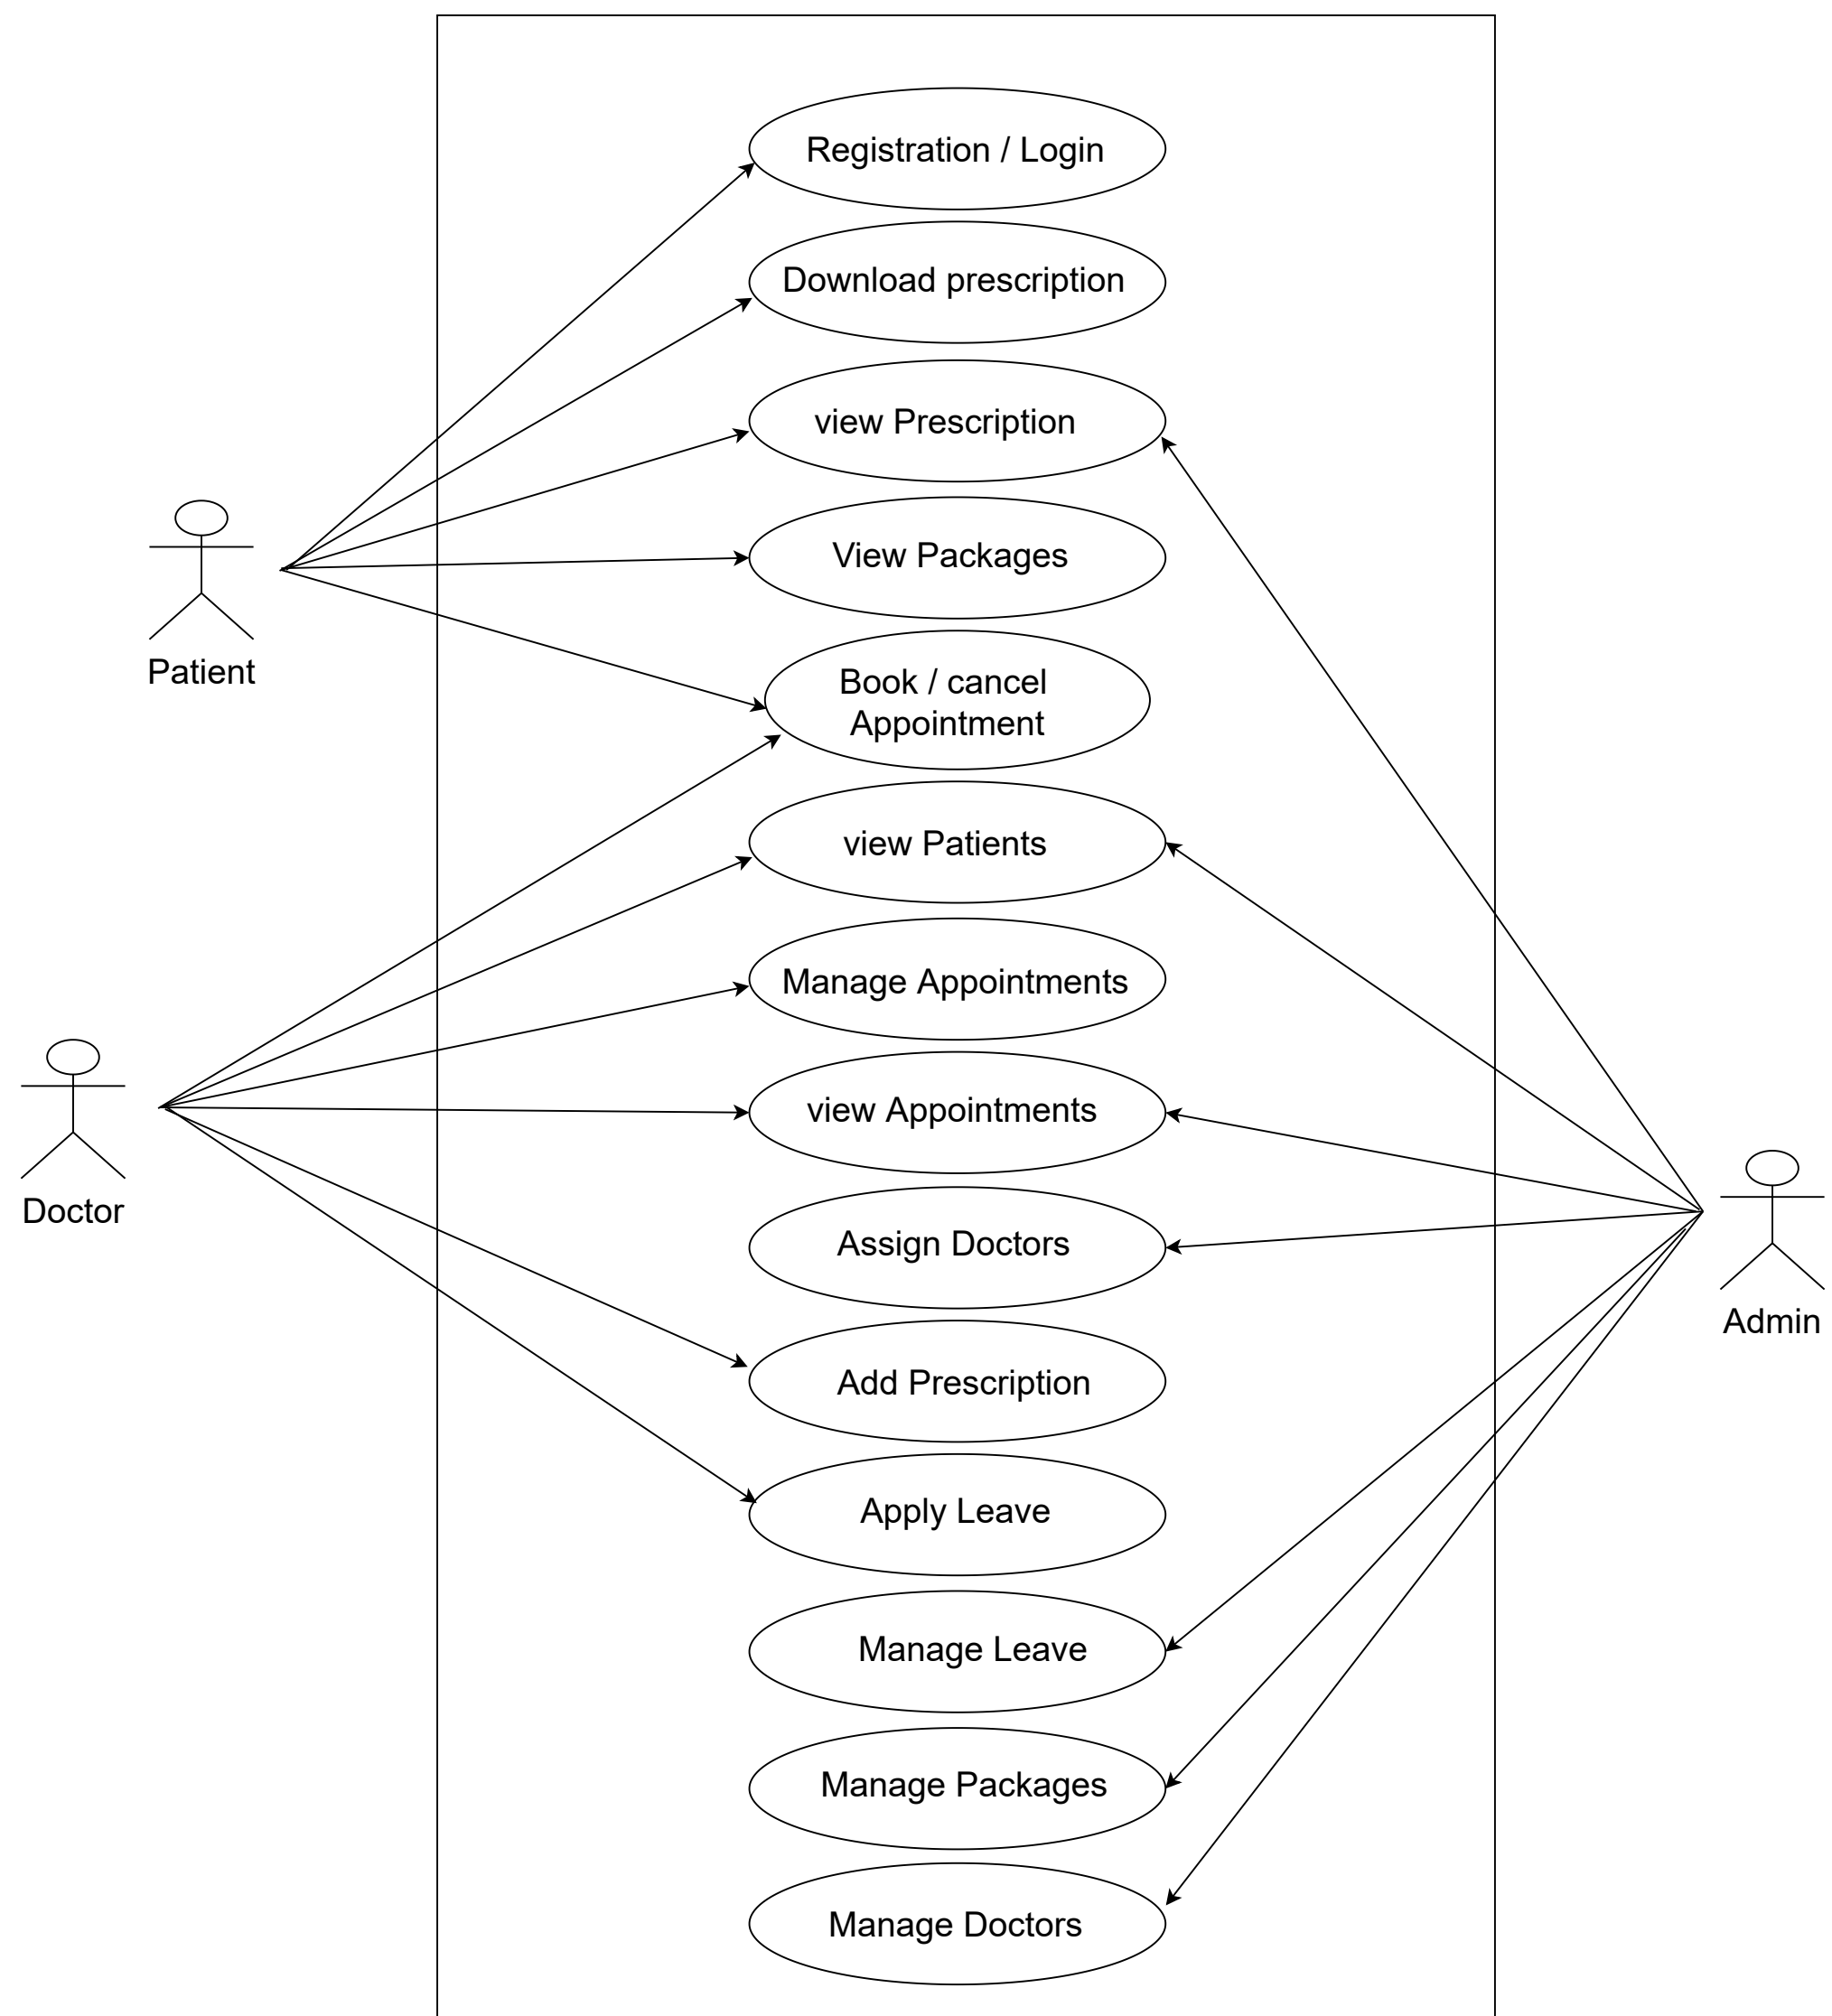 Registration / Login
Download prescription
view Prescription
View Packages
Patient
Book / cancel
Appointment
view Patients
Manage Appointments
view Appointments
Doctor
Assign Doctors
Admin
Add Prescription
Apply Leave
Manage Leave
Manage Packages
Manage Doctors